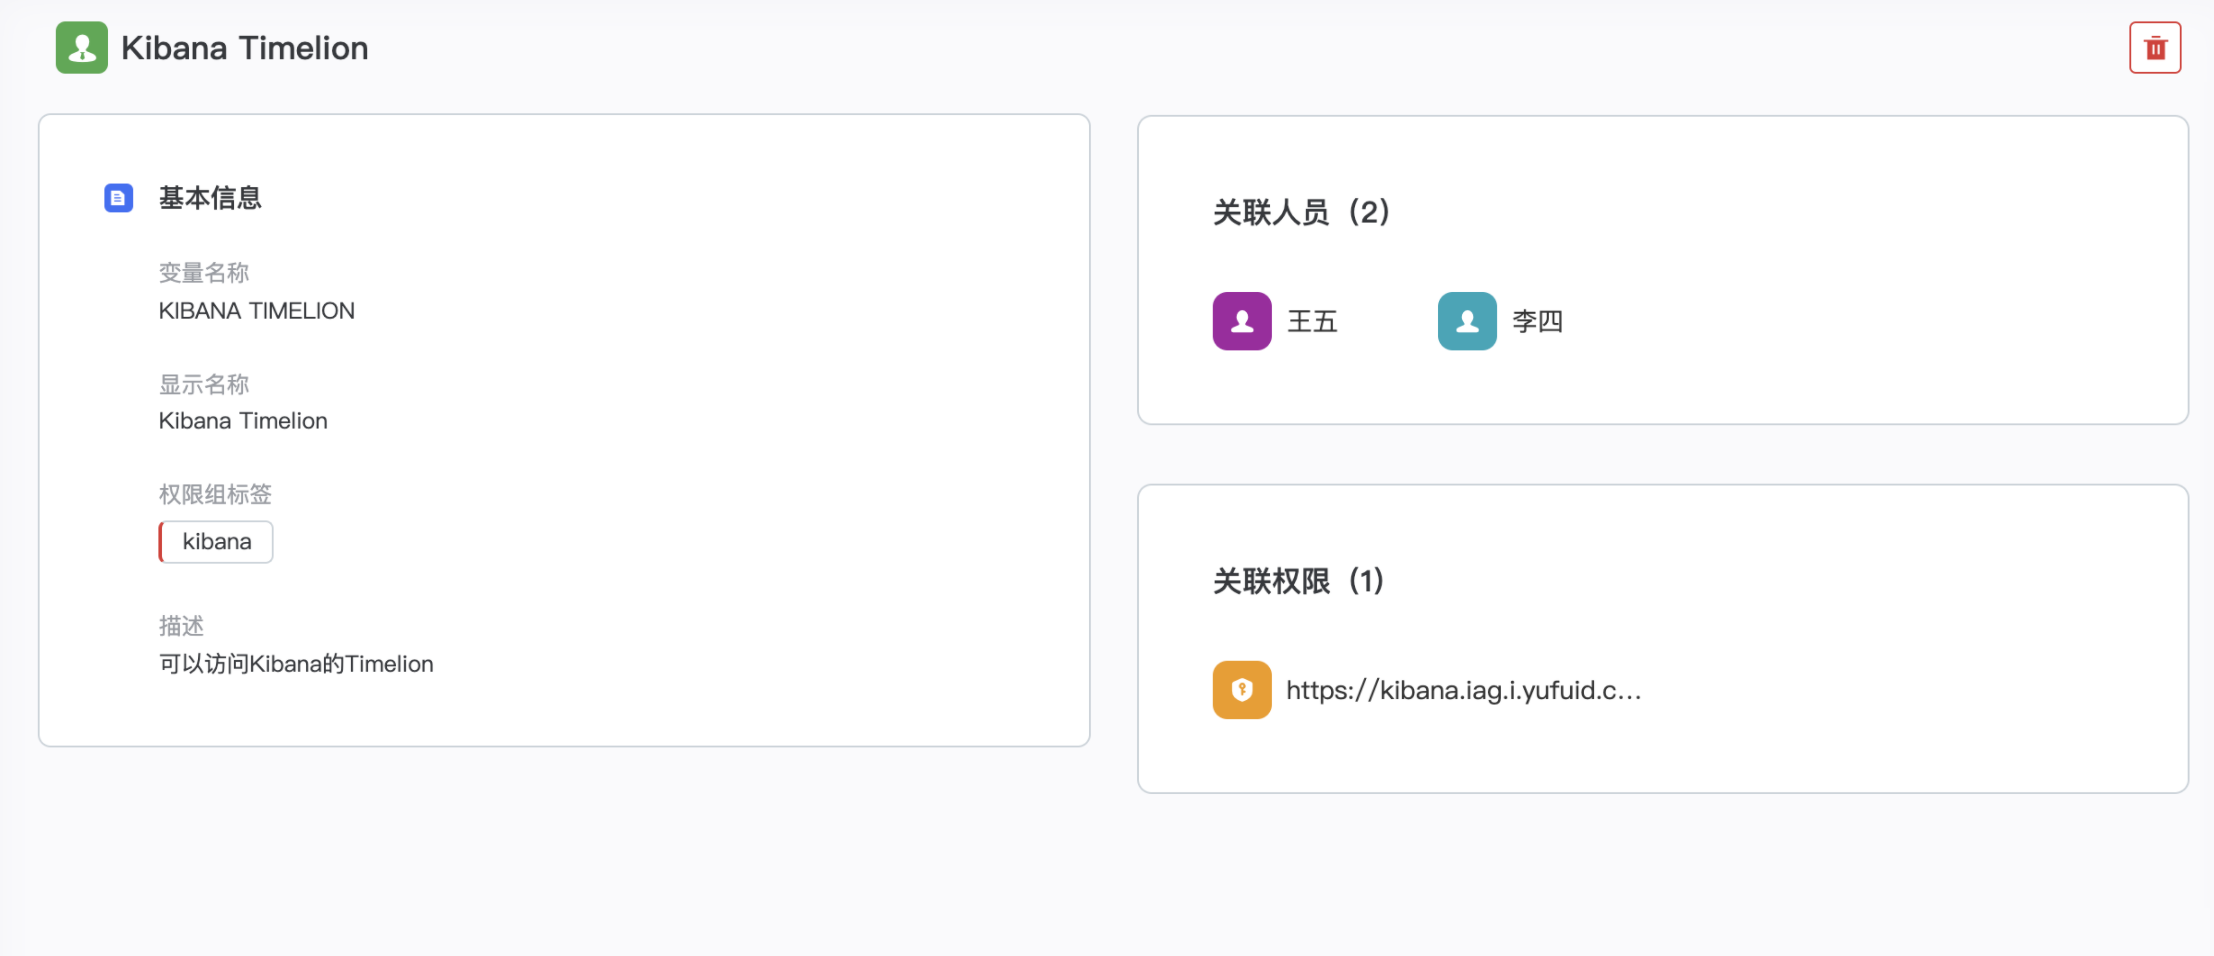 Kibana Timelion
基本信息
变量名称
KIBANA TIMELION
显示名称
Kibana Timelion
权限组标签
kibana
描述
可以访问Kibana的Timelion
关联人员（2）
王五
李四
关联权限（1）
https://kibana.iag.i.yufuid.c...